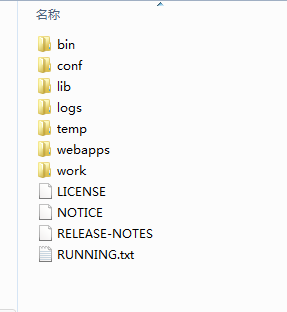 名称
bin
conf
lib
logs
temp
webapps
work
LICENSE
NOTICE
RELEASE-NOTES
RUNNING.txt